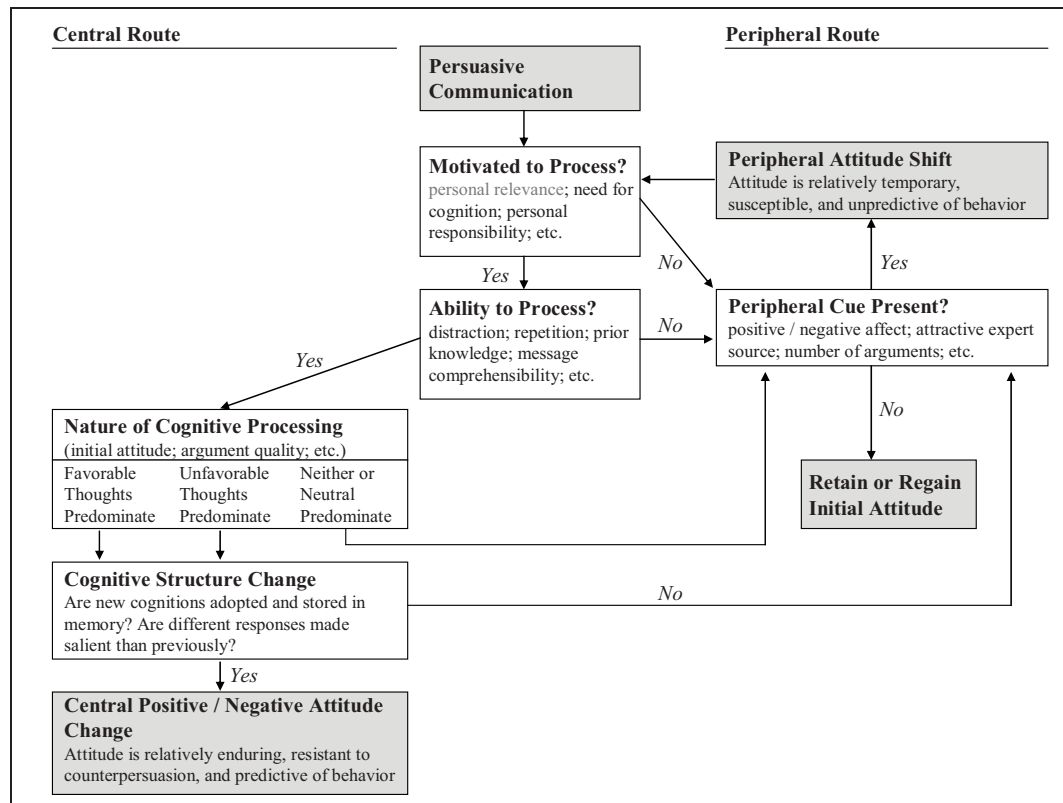 Central Route
Peripheral Route
Persuasive
Communication
Motivated to Process?
personal relevance; need for
cognition; personal
responsibility; etc.
Peripheral Attitude Shift
Attitude is relatively temporary,
susceptible, and unpredictive of behavior
Yes
No
Yes
Ability to Process?
distraction; repetition; prior
knowledge; message
comprehensibility; etc.
No
Peripheral Cue Present?
positive / negative affect; attractive expert
source; number of arguments; etc.
Yes
No
Nature of Cognitive Processing
(initial attitude; argument quality; etc.)
Favorable
Thoughts
Predominate
Unfavorable
Thoughts
Predominate
Neither or
Neutral
Predominate
Retain or Regain
Initial Attitude
Cognitive Structure Change
Are new cognitions adopted and stored in
memory? Are different responses made
salient than previously?
No
Yes
Central Positive / Negative Attitude
Change
Attitude is relatively enduring, resistant to
counterpersuasion, and predictive of behavior